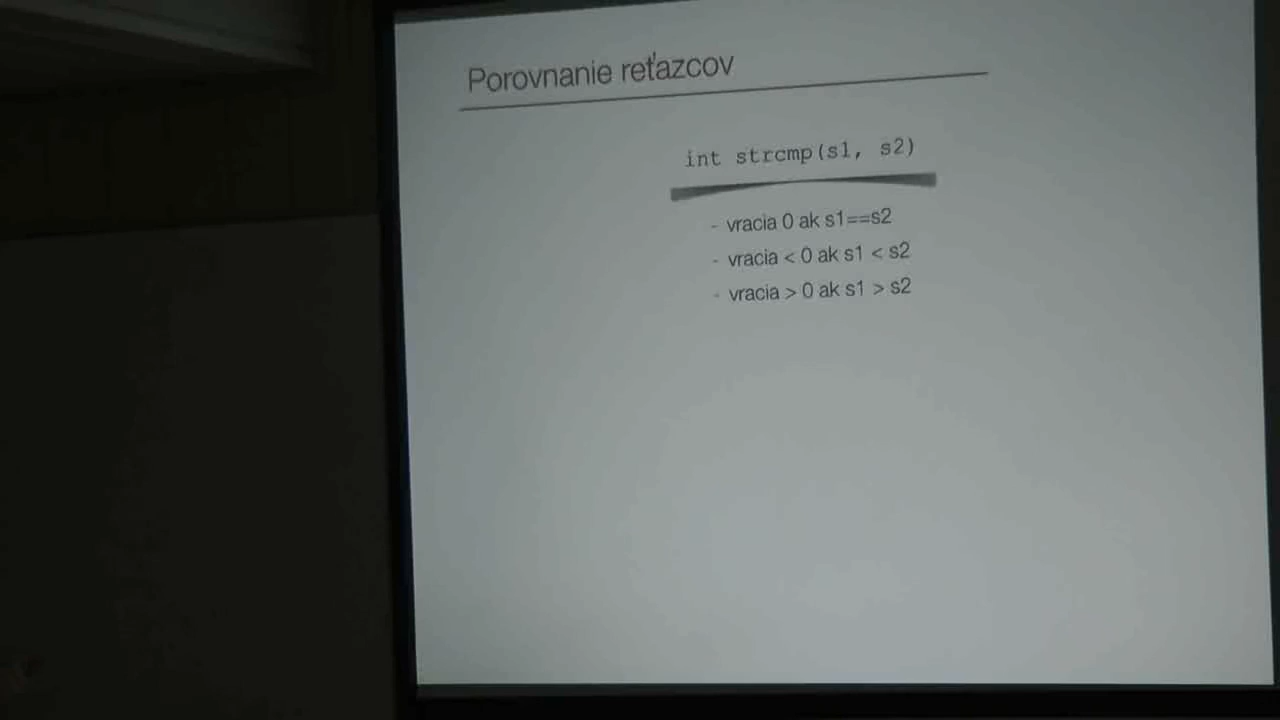 Porovnanie reťazcov
int strcmp(s1, s2)
- vracia 0 ak s1==s2
- vracia < 0 ak s1 < s2
- vracia > 0 ak s1 > s2